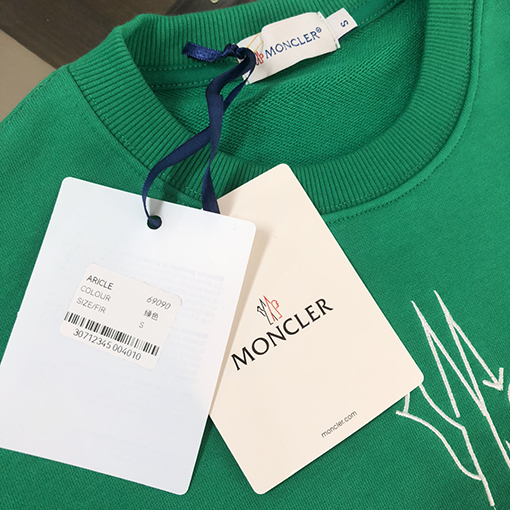 MONCLER®
S
ARICLE 69090
COLOUR 绿色
SIZE/FIR S
30712345 004010
MONCLER
moncler.com